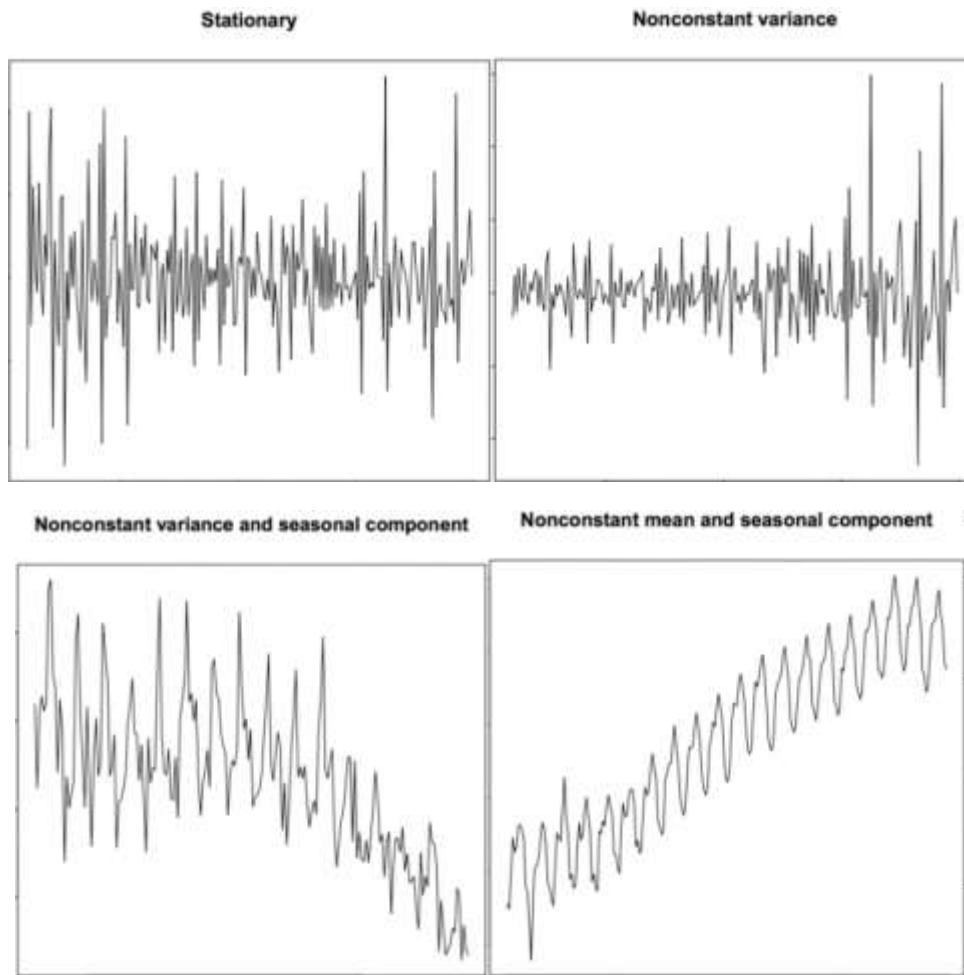 Stationary
Nonconstant variance
Nonconstant variance and seasonal component
Nonconstant mean and seasonal component